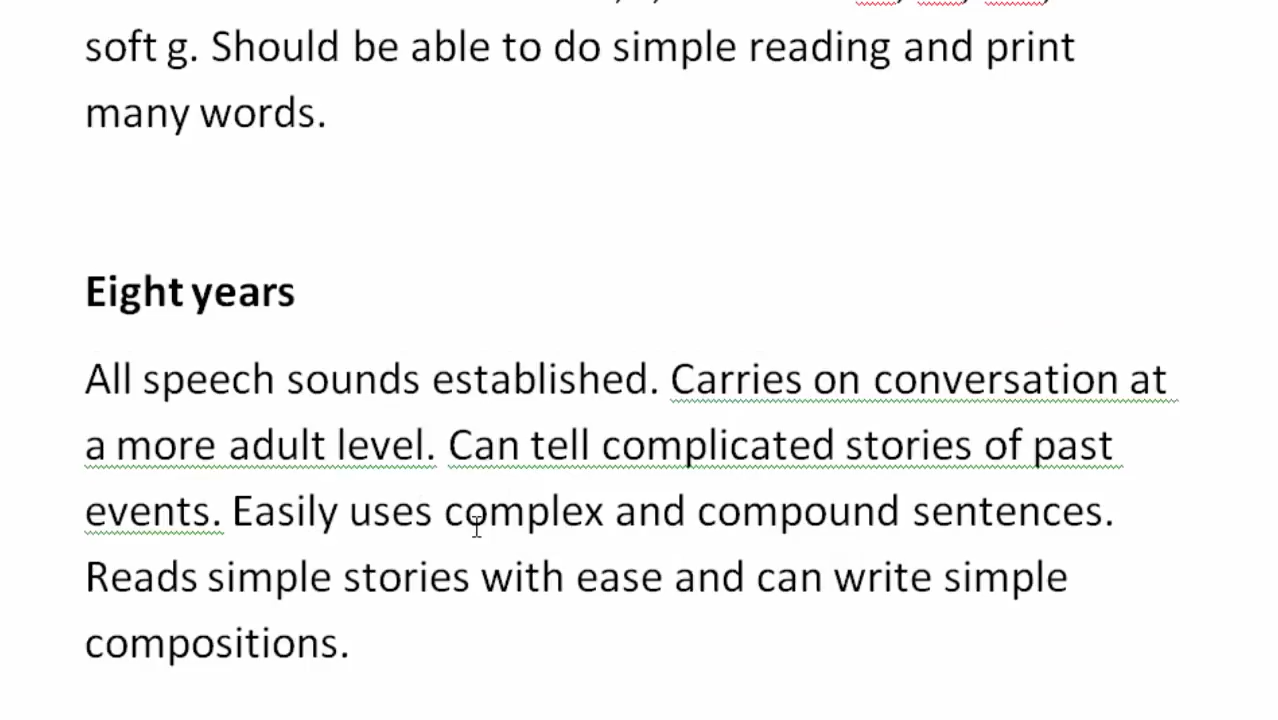 soft g. Should be able to do simple reading and print
many words.
Eight years
All speech sounds established. Carries on conversation at
a more adult level. Can tell complicated stories of past
events. Easily uses complex and compound sentences.
Reads simple stories with ease and can write simple
compositions.